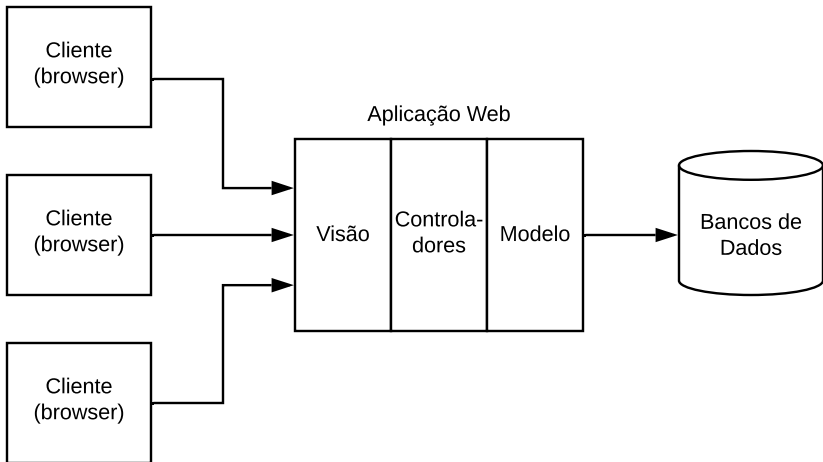 Cliente
(browser)
Aplicação Web
Cliente
(browser)
Visão
Controla-
dores
Modelo
Bancos de
Dados
Cliente
(browser)